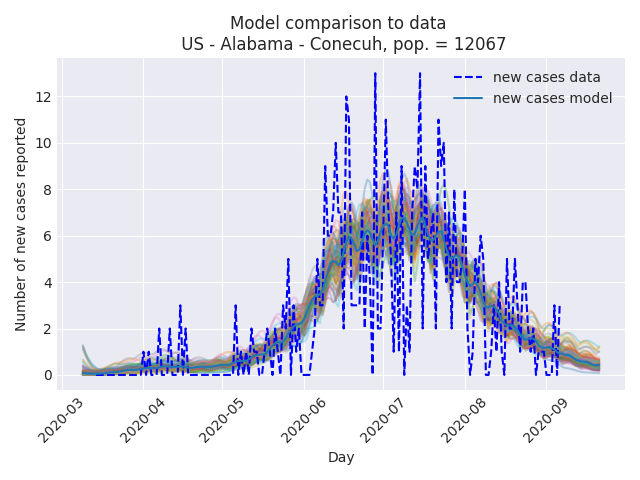 Model comparison to data
US - Alabama - Conecuh, pop. = 12067
new cases data
new cases model
Number of new cases reported
12
10
8
6
4
2
0
2020-03
2020-04
2020-05
2020-06
2020-07
2020-08
2020-09
Day